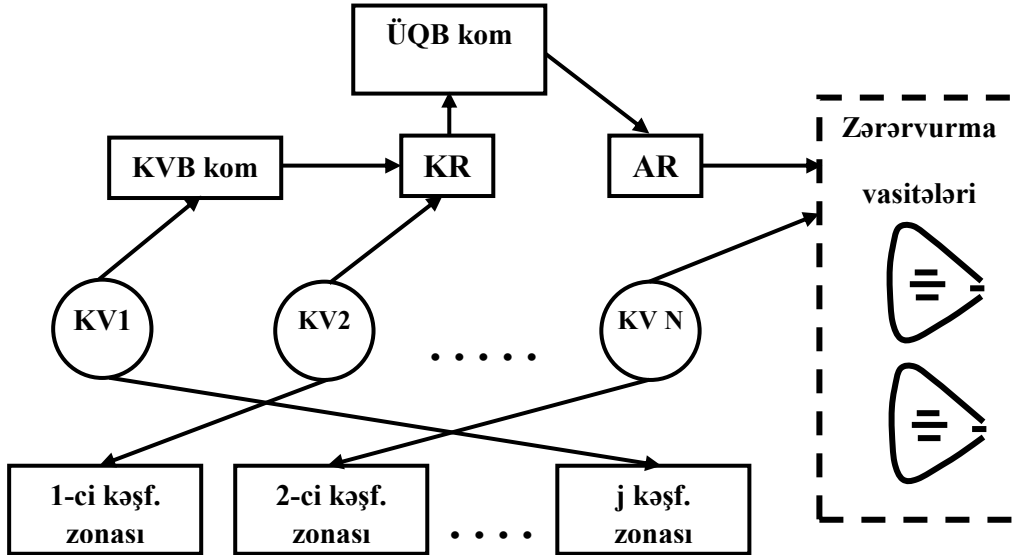 ÜQB kom
KVB kom
KR
AR
Zərərvurma
vasitələri
KV1
KV2
. . . . .
KV N
1-ci kəşf.
zonası
2-ci kəşf.
zonası
. . . .
j kəşf.
zonası